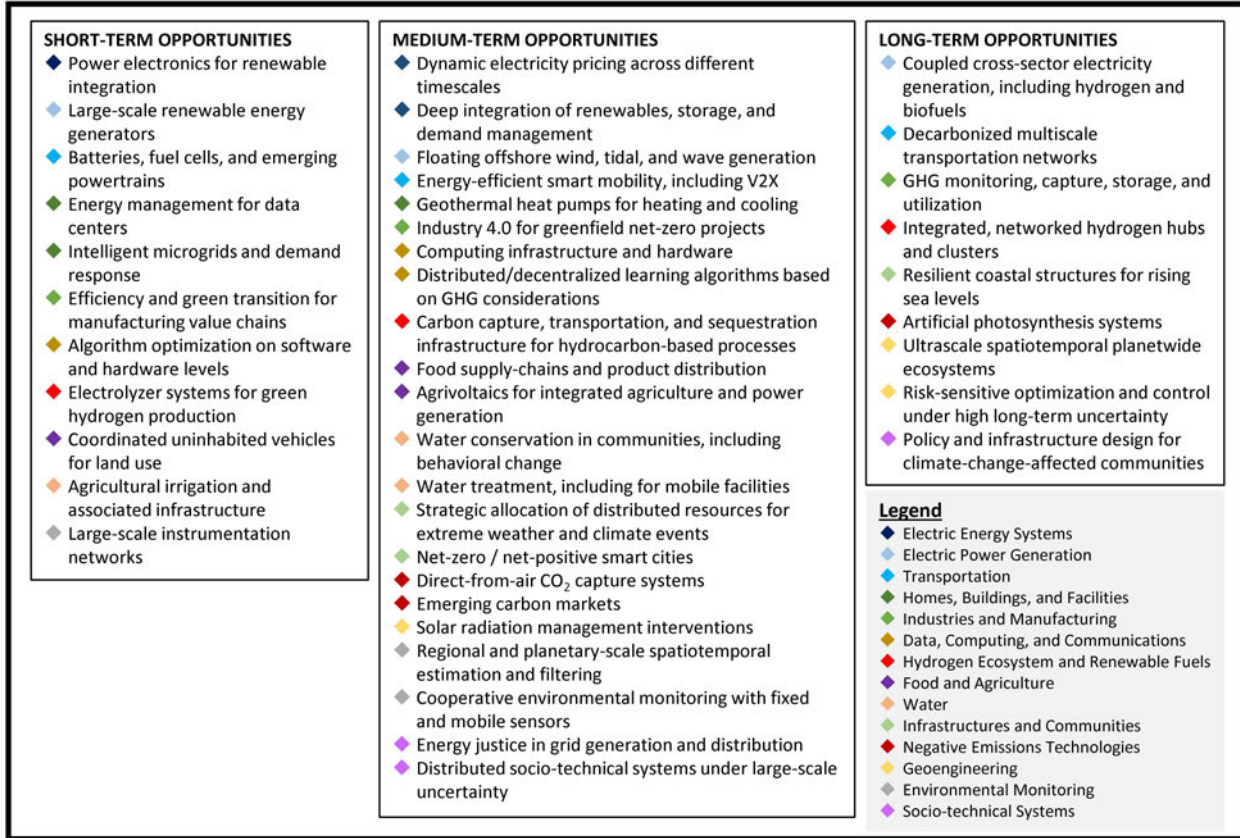 SHORT-TERM OPPORTUNITIES
Power electronics for renewable
integration
Large-scale renewable energy
generators
Batteries, fuel cells, and emerging
powertrains
Energy management for data
centers
Intelligent microgrids and demand
response
Efficiency and green transition for
manufacturing value chains
Algorithm optimization on software
and hardware levels
Electrolyzer systems for green
hydrogen production
Coordinated uninhabited vehicles
for land use
Agricultural irrigation and
associated infrastructure
Large-scale instrumentation
networks
MEDIUM-TERM OPPORTUNITIES
Dynamic electricity pricing across different
timescales
Deep integration of renewables, storage, and
demand management
Floating offshore wind, tidal, and wave generation
Energy-efficient smart mobility, including V2X
Geothermal heat pumps for heating and cooling
Industry 4.0 for greenfield net-zero projects
Computing infrastructure and hardware
Distributed/decentralized learning algorithms based
on GHG considerations
Carbon capture, transportation, and sequestration
infrastructure for hydrocarbon-based processes
Food supply-chains and product distribution
Agrivoltaics for integrated agriculture and power
generation
Water conservation in communities, including
behavioral change
Water treatment, including for mobile facilities
Strategic allocation of distributed resources for
extreme weather and climate events
Net-zero / net-positive smart cities
Direct-from-air CO₂ capture systems
Emerging carbon markets
Solar radiation management interventions
Regional and planetary-scale spatiotemporal
estimation and filtering
Cooperative environmental monitoring with fixed
and mobile sensors
Energy justice in grid generation and distribution
Distributed socio-technical systems under large-scale
uncertainty
LONG-TERM OPPORTUNITIES
Coupled cross-sector electricity
generation, including hydrogen and
biofuels
Decarbonized multiscale
transportation networks
GHG monitoring, capture, storage, and
utilization
Integrated, networked hydrogen hubs
and clusters
Resilient coastal structures for rising
sea levels
Artificial photosynthesis systems
Ultrascale spatiotemporal planetwide
ecosystems
Risk-sensitive optimization and control
under high long-term uncertainty
Policy and infrastructure design for
climate-change-affected communities
Legend
Electric Energy Systems
Electric Power Generation
Transportation
Homes, Buildings, and Facilities
Industries and Manufacturing
Data, Computing, and Communications
Hydrogen Ecosystem and Renewable Fuels
Food and Agriculture
Water
Infrastructures and Communities
Negative Emissions Technologies
Geoengineering
Environmental Monitoring
Socio-technical Systems